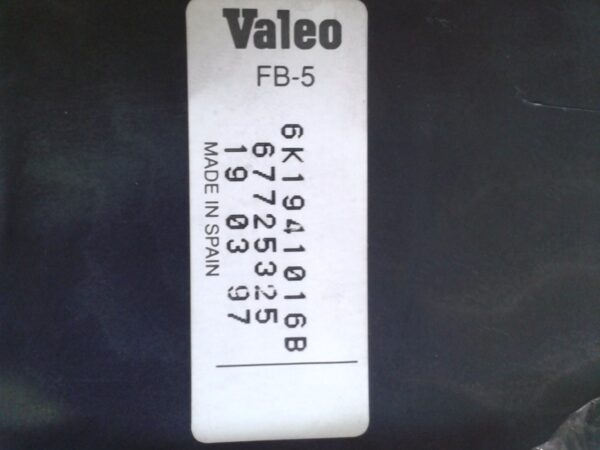 Valeo
FB-5
6K1941016B
67725325
19 03 97
MADE IN SPAIN